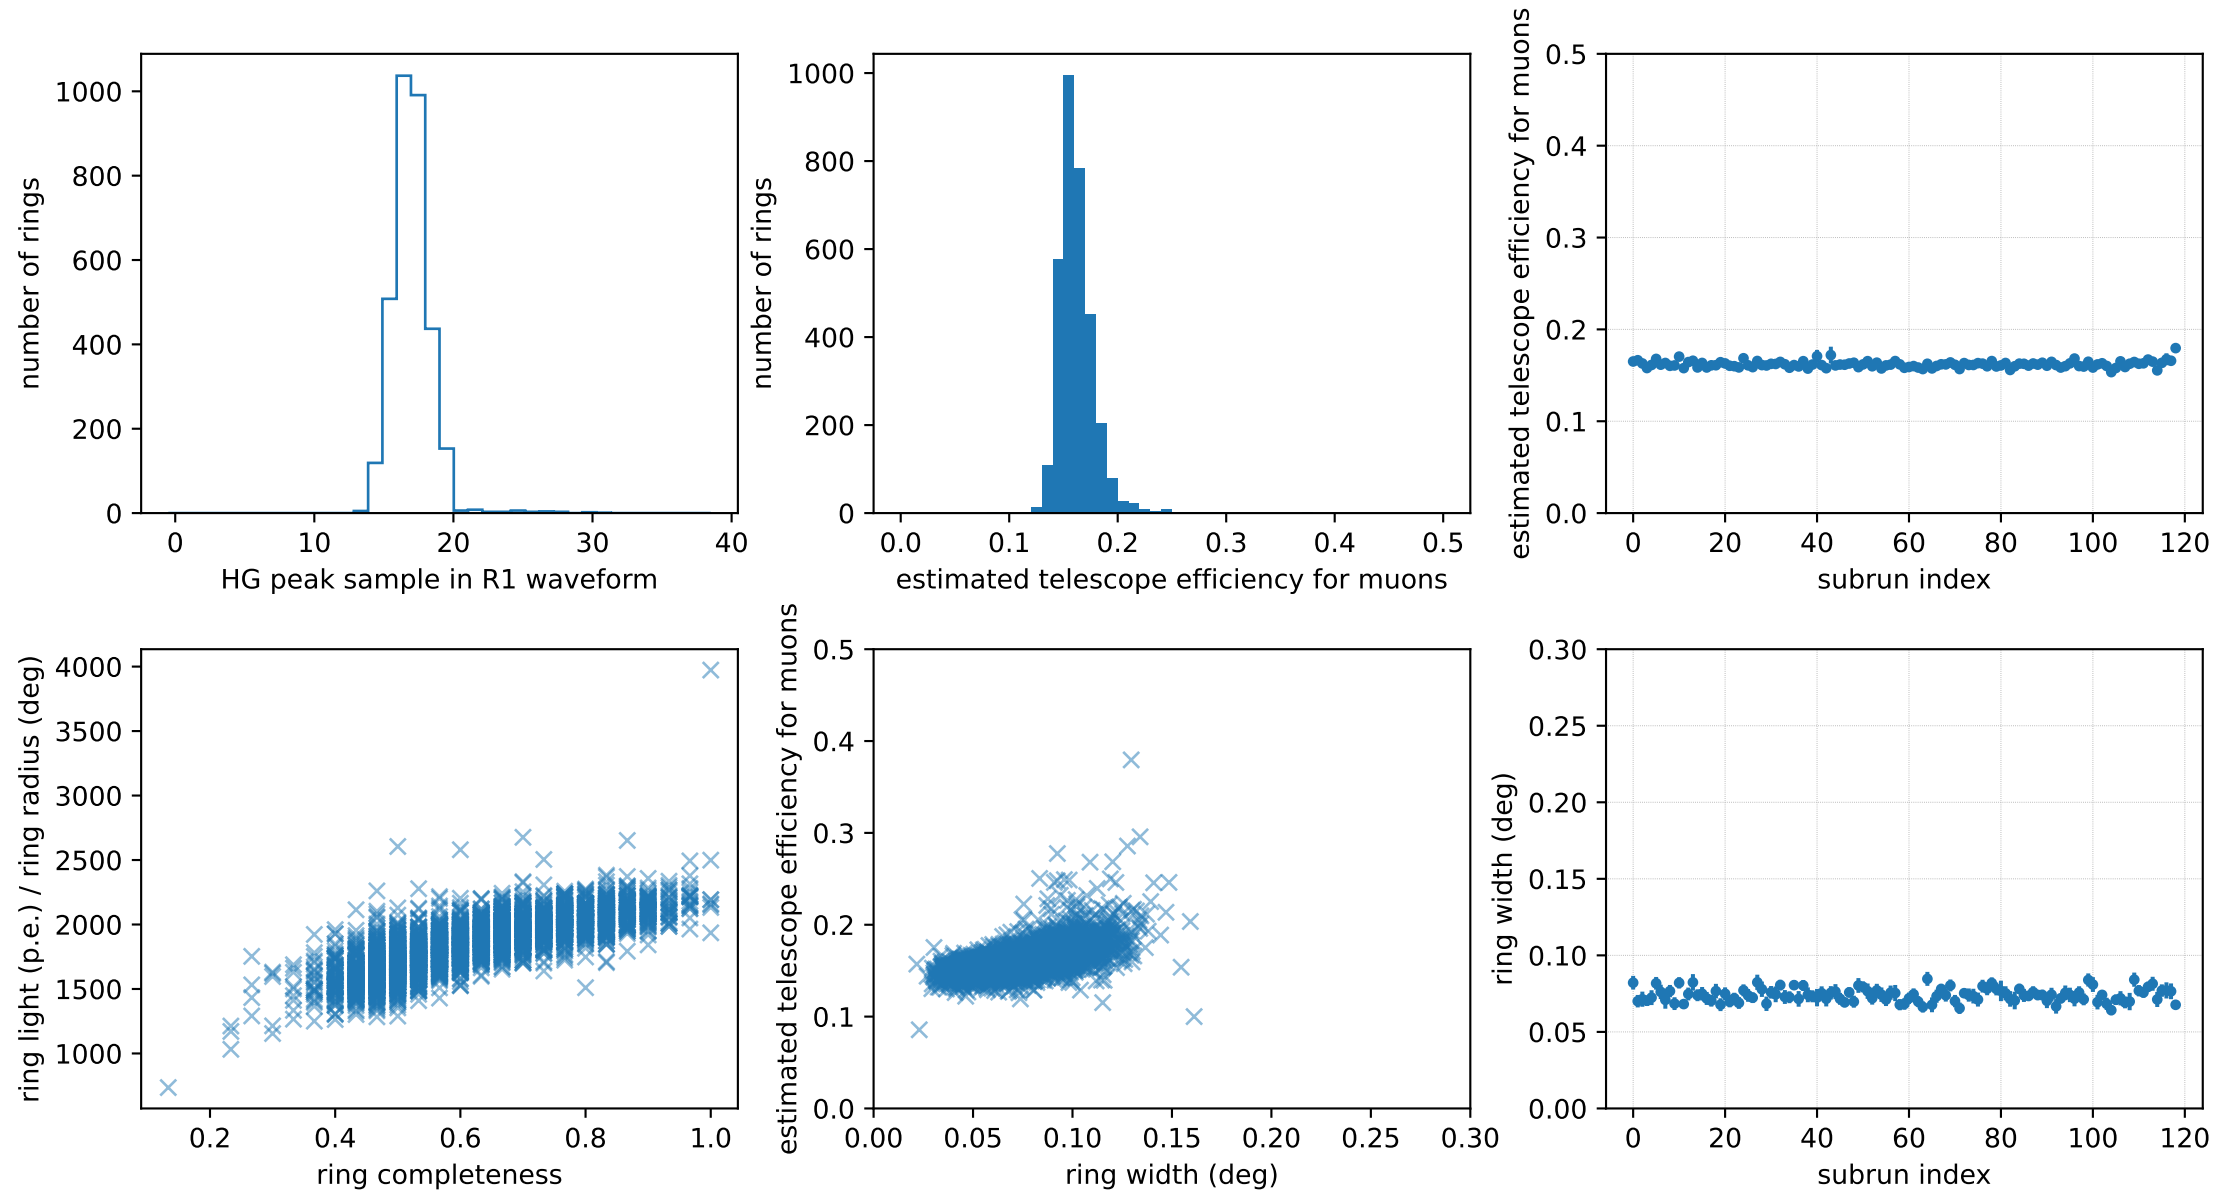 number of rings
1000
800
600
400
200
0
0 10 20 30 40
HG peak sample in R1 waveform
number of rings
1000
800
600
400
200
0
0.0 0.1 0.2 0.3 0.4 0.5
estimated telescope efficiency for muons
estimated telescope efficiency for muons
0.5
0.4
0.3
0.2
0.1
0.0
0 20 40 60 80 100 120
subrun index
ring light (p.e.) / ring radius (deg)
4000
3500
3000
2500
2000
1500
1000
0.2 0.4 0.6 0.8 1.0
ring completeness
estimated telescope efficiency for muons
0.5
0.4
0.3
0.2
0.1
0.0
0.00 0.05 0.10 0.15 0.20 0.25 0.30
ring width (deg)
ring width (deg)
0.30
0.25
0.20
0.15
0.10
0.05
0.00
0 20 40 60 80 100 120
subrun index